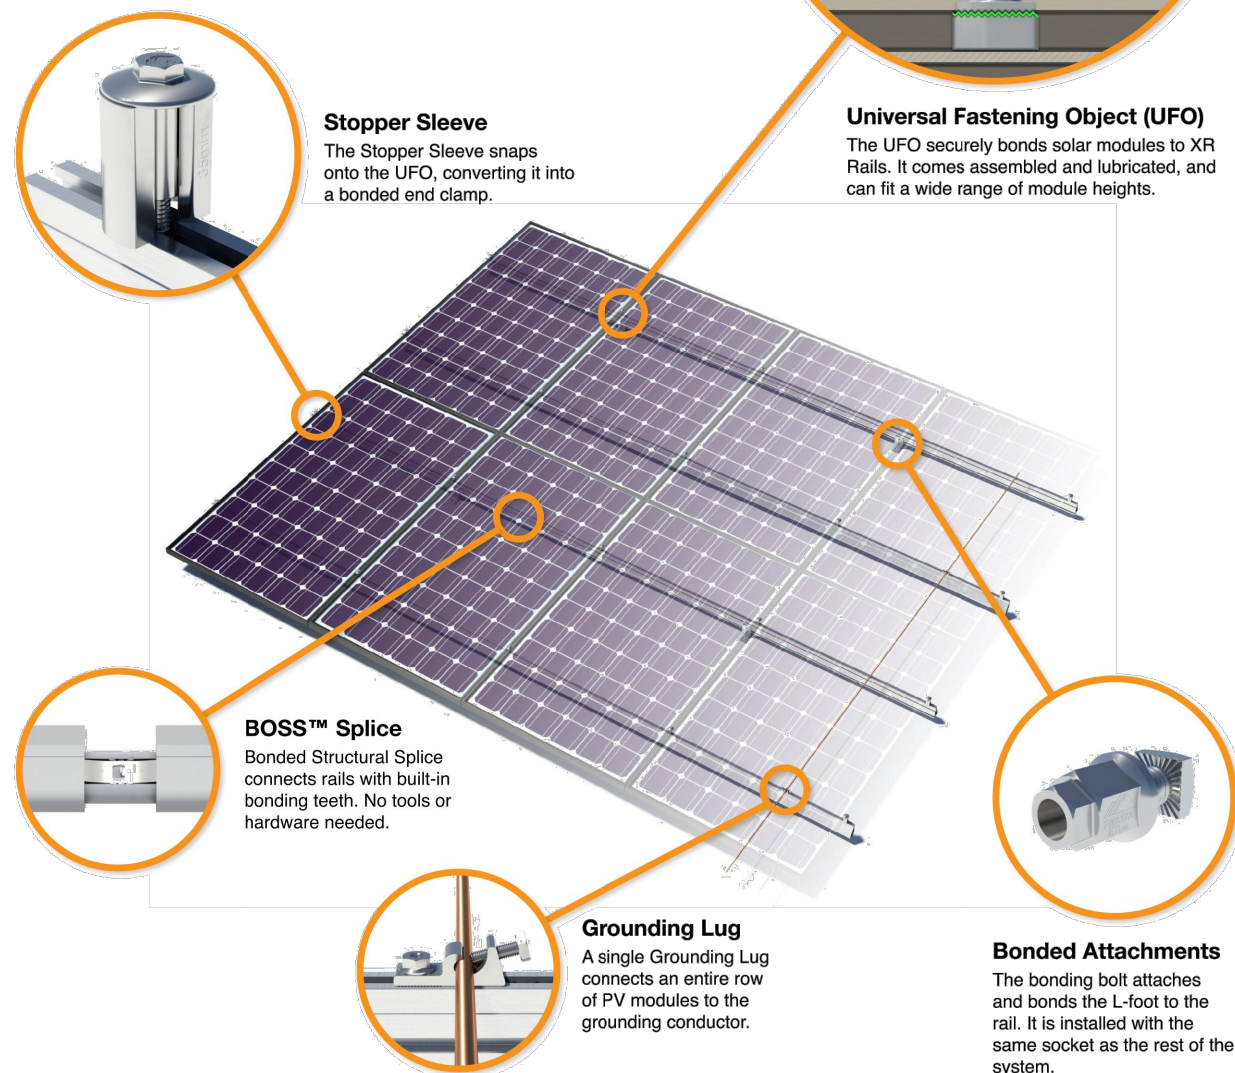 Stopper Sleeve
The Stopper Sleeve snaps
onto the UFO, converting it into
a bonded end clamp.
Universal Fastening Object (UFO)
The UFO securely bonds solar modules to XR
Rails. It comes assembled and lubricated, and
can fit a wide range of module heights.
BOSS™ Splice
Bonded Structural Splice
connects rails with built-in
bonding teeth. No tools or
hardware needed.
Grounding Lug
A single Grounding Lug
connects an entire row
of PV modules to the
grounding conductor.
Bonded Attachments
The bonding bolt attaches
and bonds the L-foot to the
rail. It is installed with the
same socket as the rest of the
system.